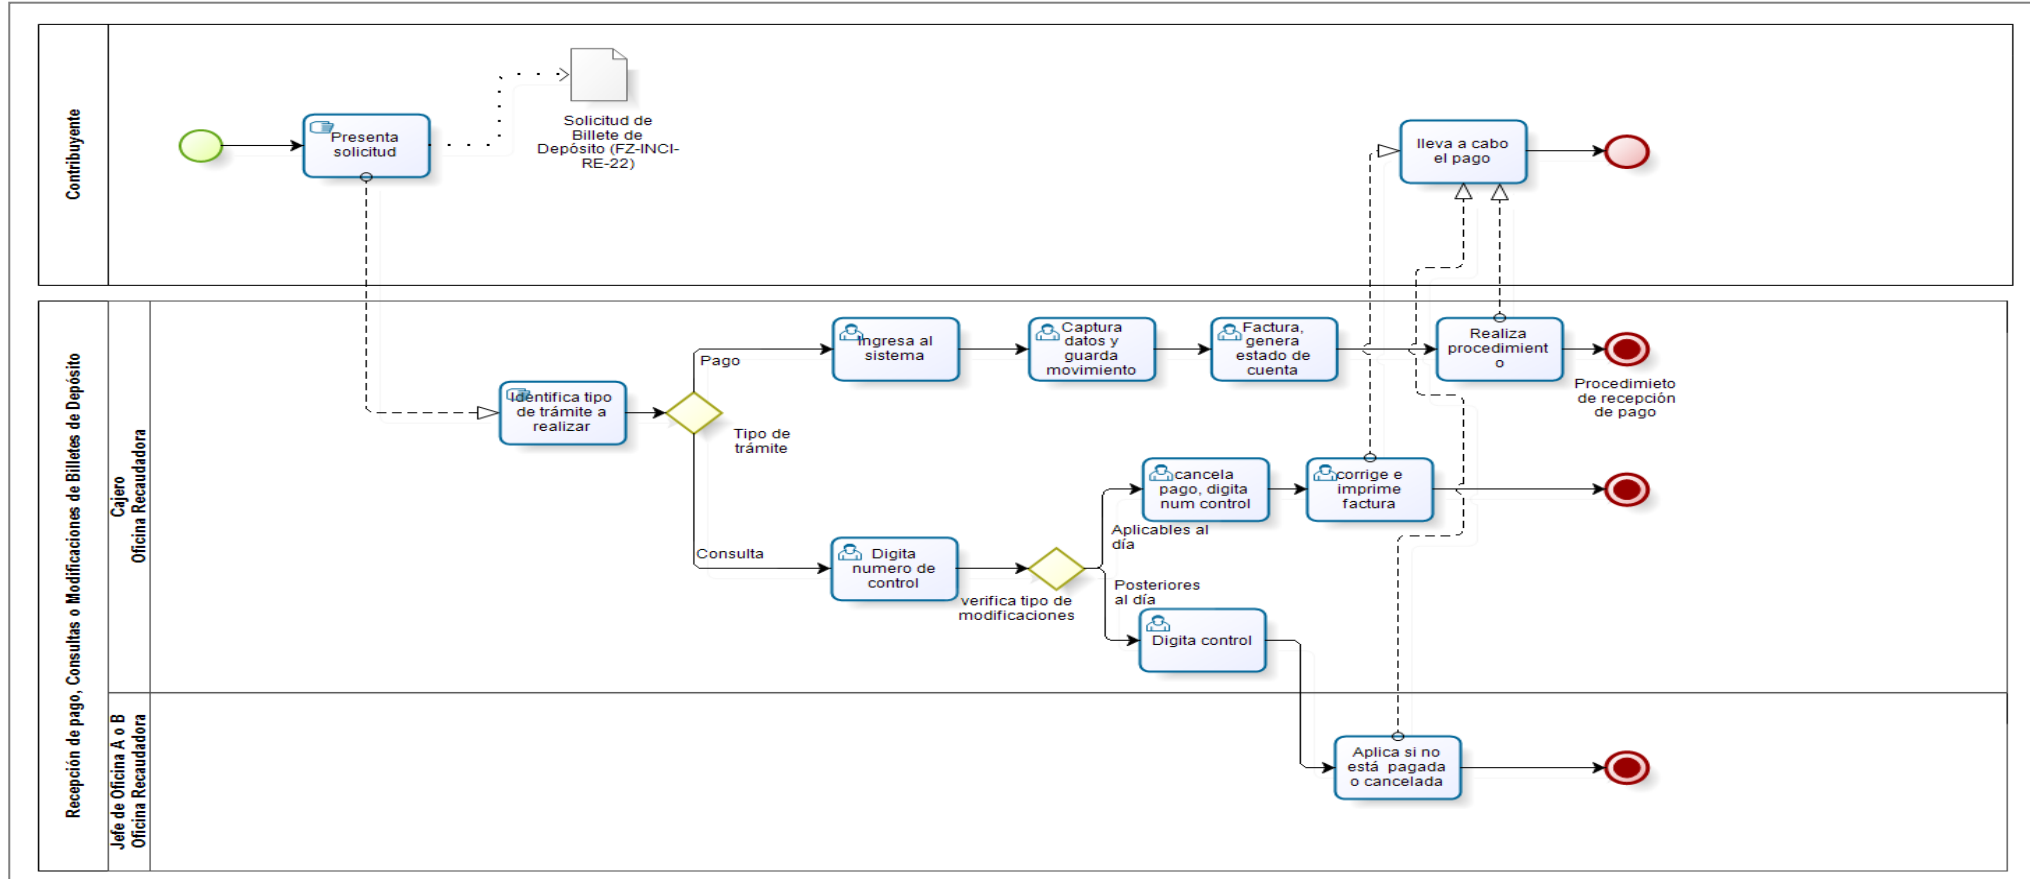 Contribuyente
Presenta
solicitud
Solicitud de
Billete de
Depósito (FZ-INCI-
RE-22)
lleva a cabo
el pago
Recepción de pago, Consultas o Modificaciones de Billetes de Depósito
Cajero
Oficina Recaudadora
Identifica tipo
de trámite a
realizar
Tipo de
trámite
Pago
Ingresa al
sistema
Captura
datos y
guarda
movimiento
Factura,
genera
estado de
cuenta
Realiza
procedimient
o
Procedimieto
de recepción
de pago
Consulta
Digita
numero de
control
verifica tipo de
modificaciones
Aplicables al
día
cancela
pago, digita
num control
corrige e
imprime
factura
Posteriores
al día
Digita control
Jefe de Oficina A o B
Oficina Recaudadora
Aplica si no
está pagada
o cancelada